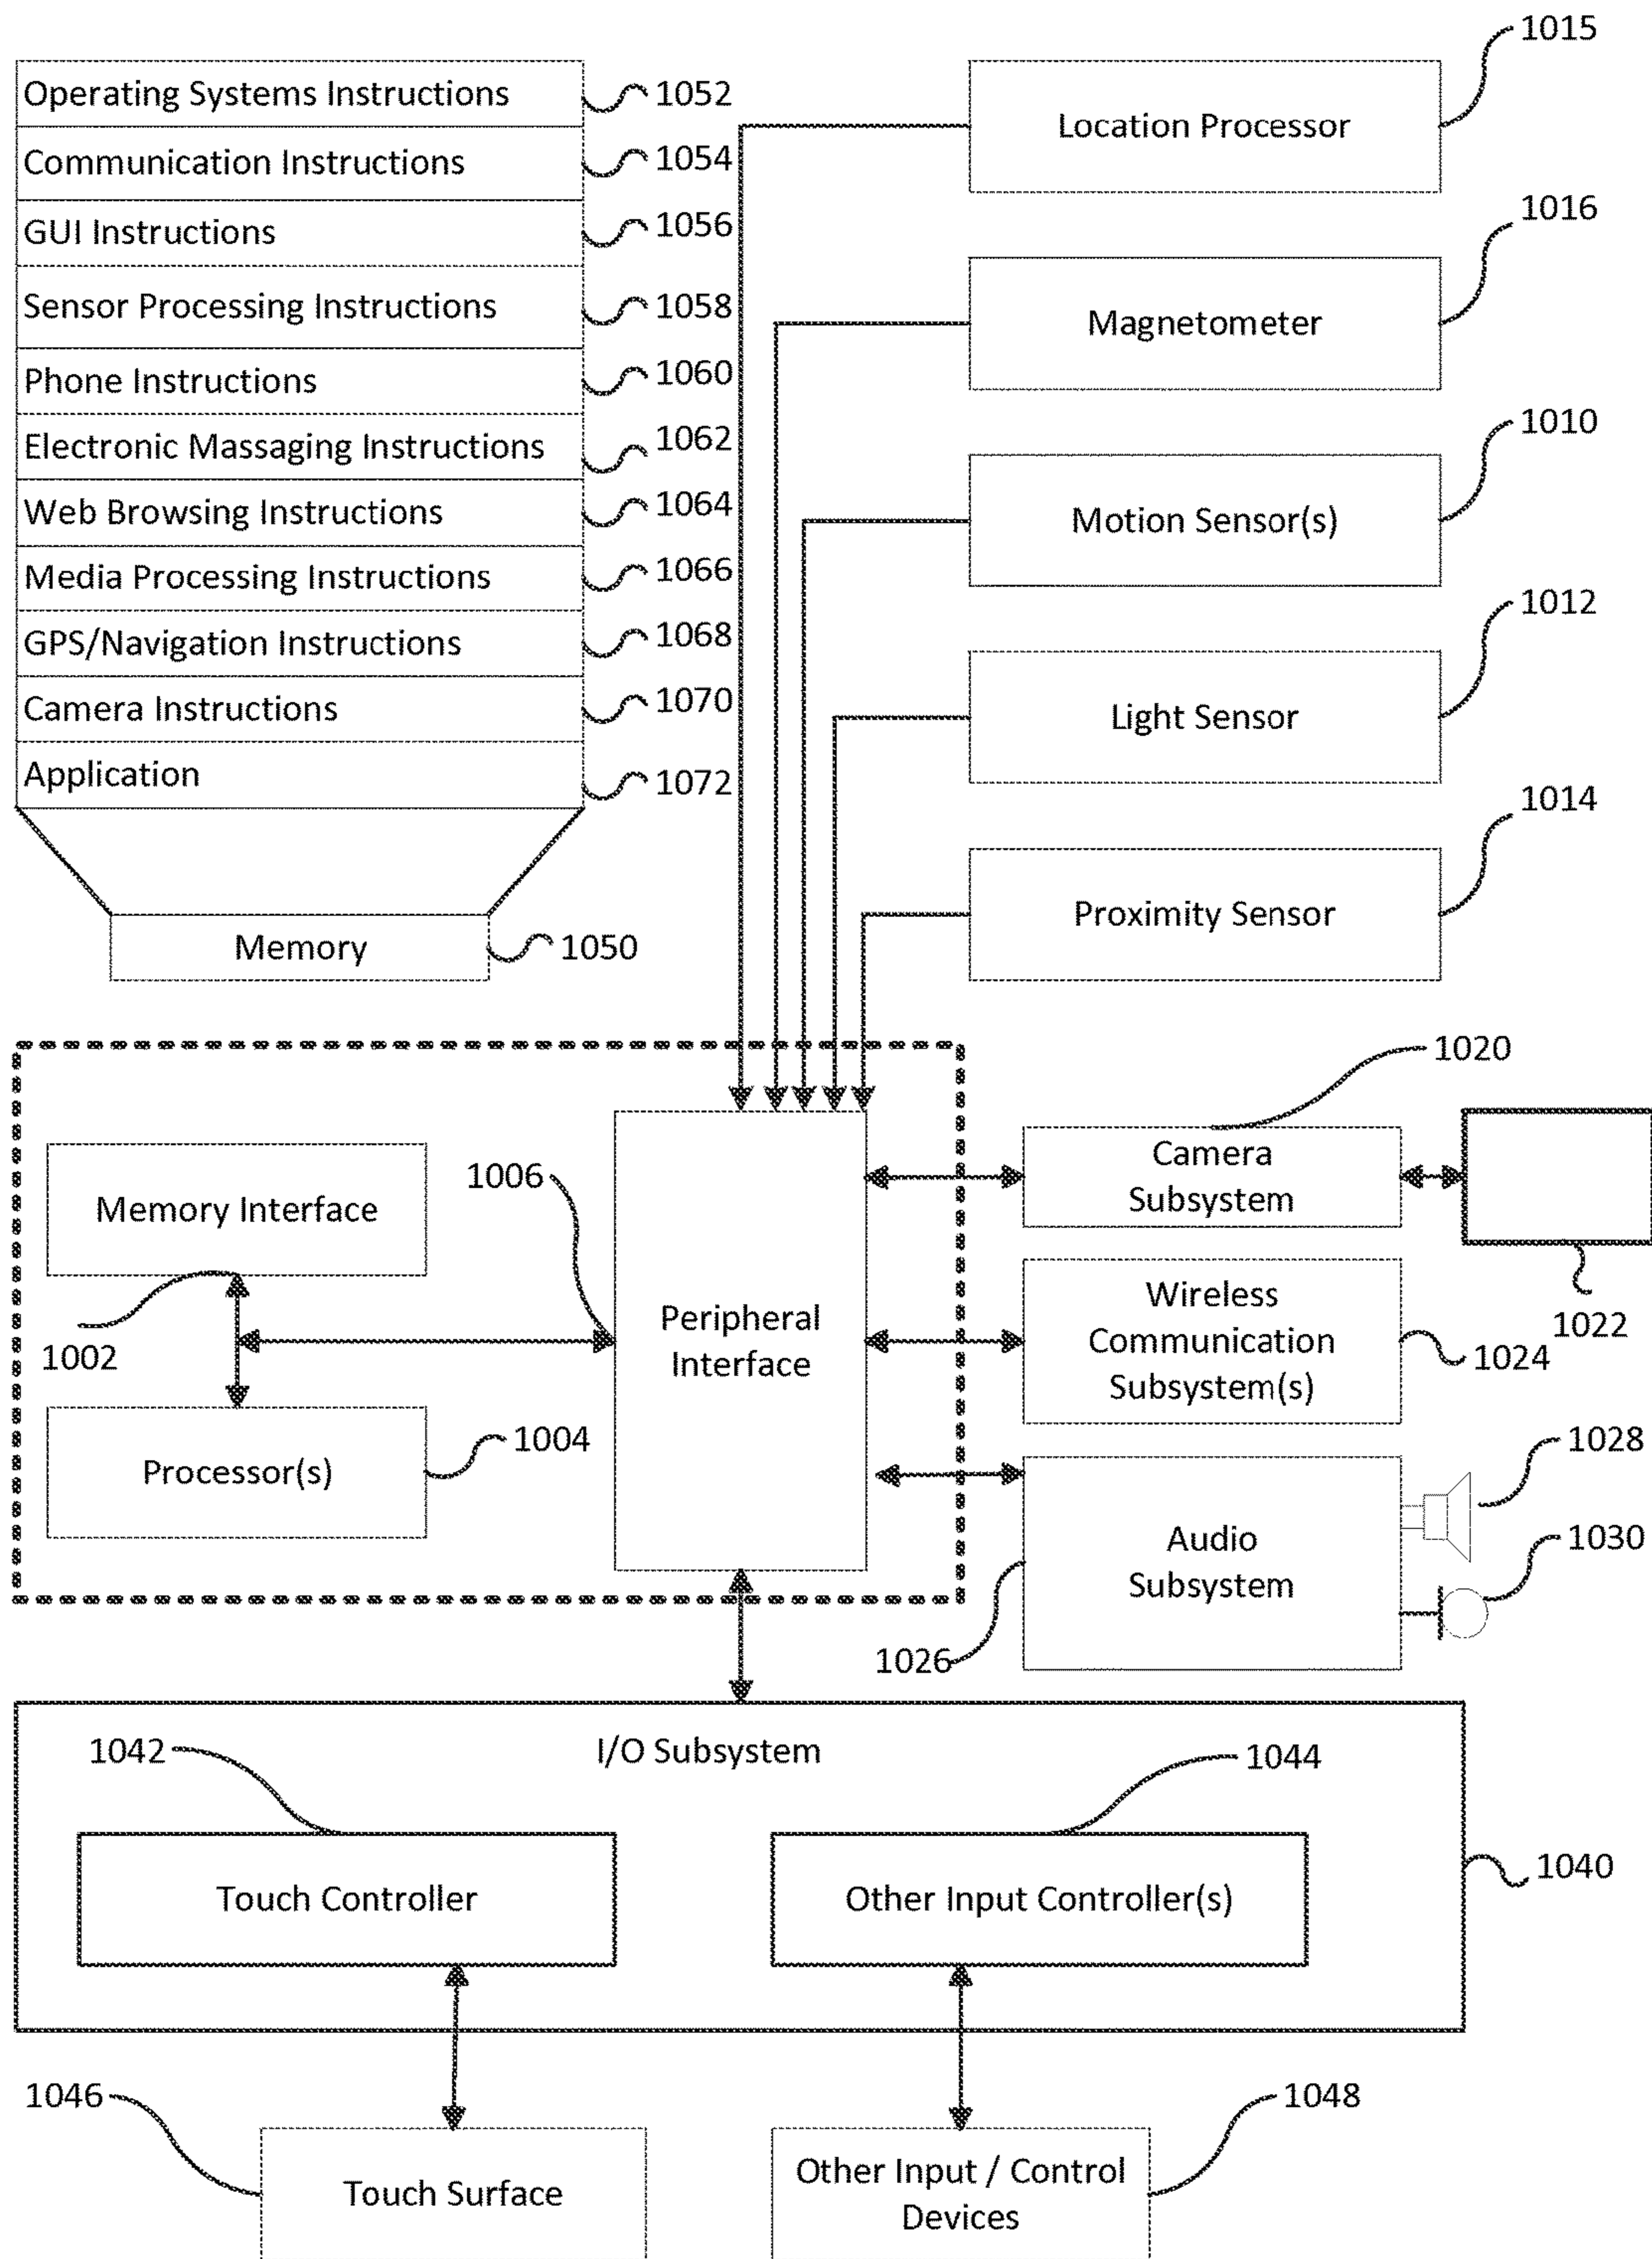 Operating Systems Instructions
1052
Communication Instructions
1054
GUI Instructions
1056
Sensor Processing Instructions
1058
Phone Instructions
1060
Electronic Massaging Instructions
1062
Web Browsing Instructions
1064
Media Processing Instructions
1066
GPS/Navigation Instructions
1068
Camera Instructions
1070
Application
1072
Memory
1050
1015
Location Processor
1016
Magnetometer
1010
Motion Sensor(s)
1012
Light Sensor
1014
Proximity Sensor
Memory Interface
1002
1006
Processor(s)
1004
Peripheral
Interface
1020
Camera
Subsystem
1022
Wireless
Communication
Subsystem(s)
1024
1028
Audio
Subsystem
1030
1026
I/O Subsystem
1042
1044
Touch Controller
Other Input Controller(s)
1040
1046
Touch Surface
1048
Other Input / Control
Devices